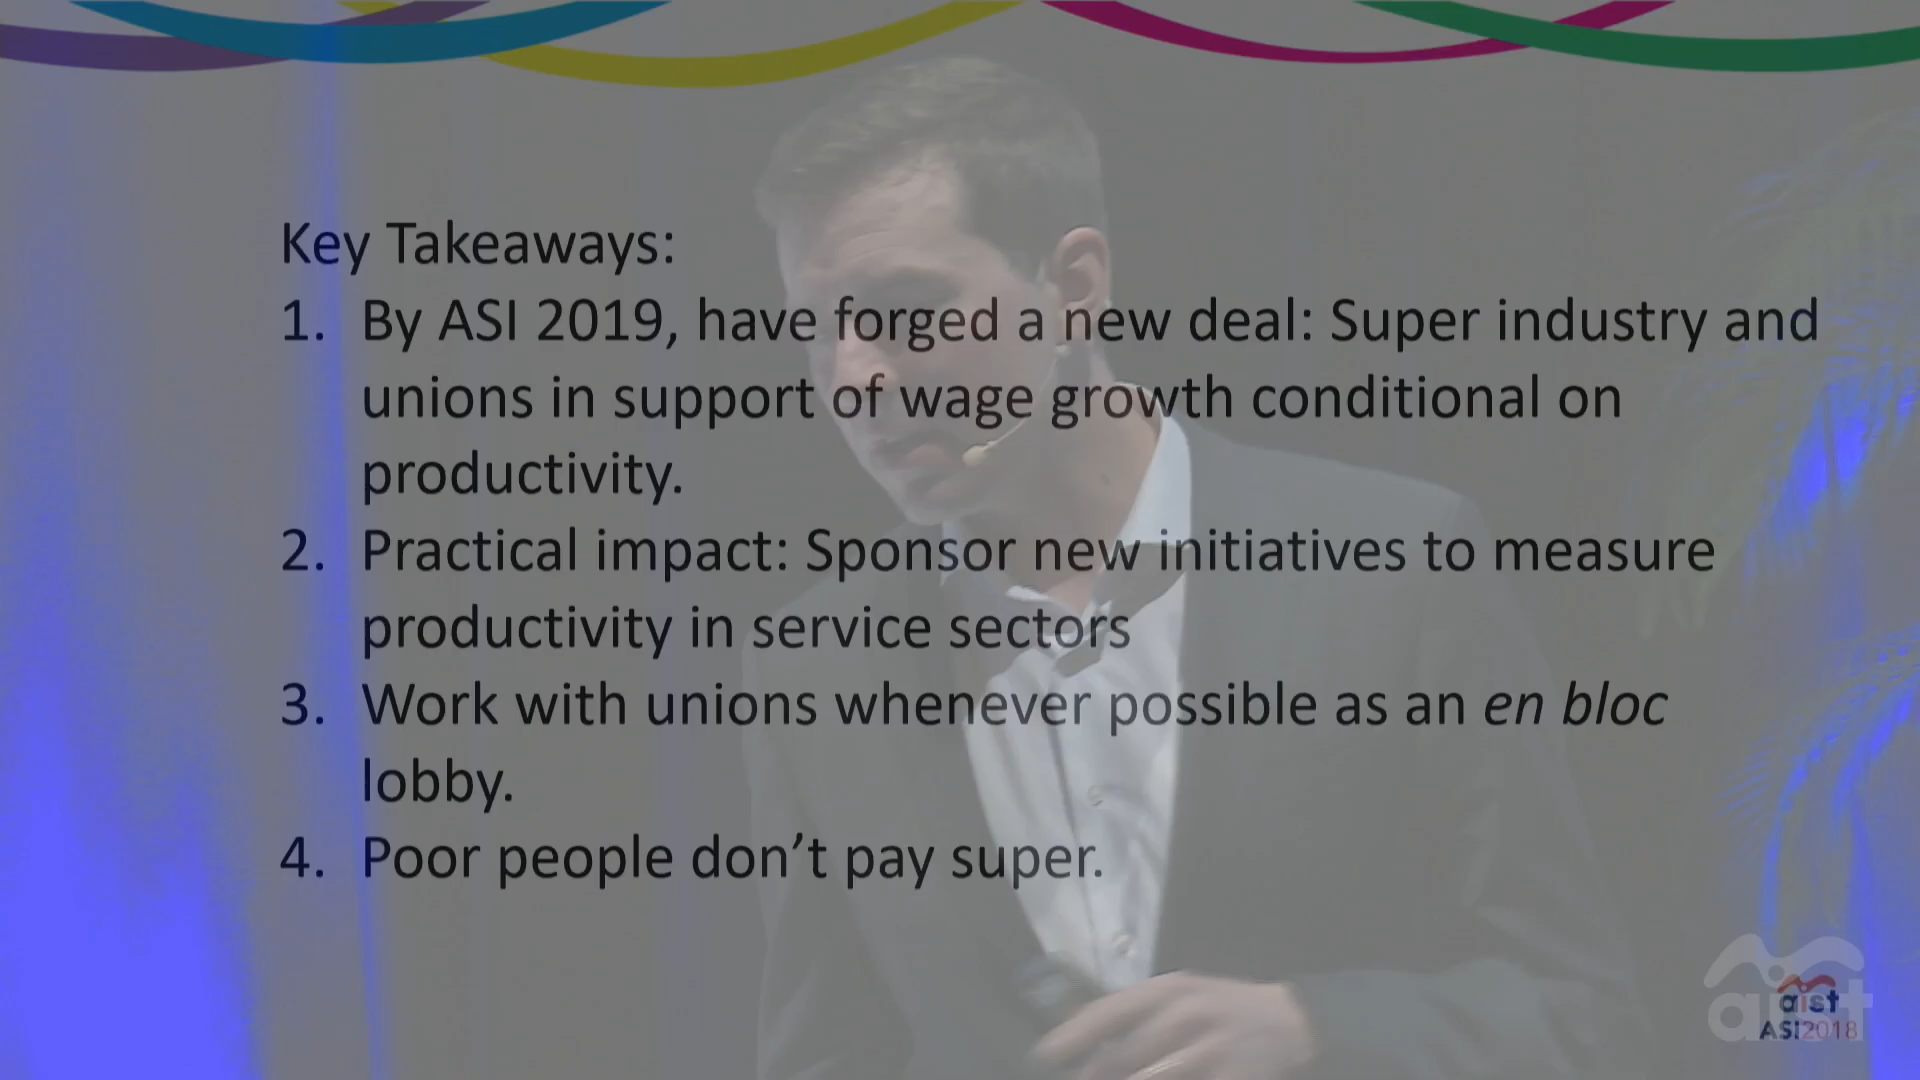 Key Takeaways:
1. By ASI 2019, have forged a new deal: Super industry and
unions in support of wage growth conditional on
productivity.
2. Practical impact: Sponsor new initiatives to measure
productivity in service sectors
3. Work with unions whenever possible as an en bloc
lobby.
4. Poor people don’t pay super.
aist
aist
ASI2018